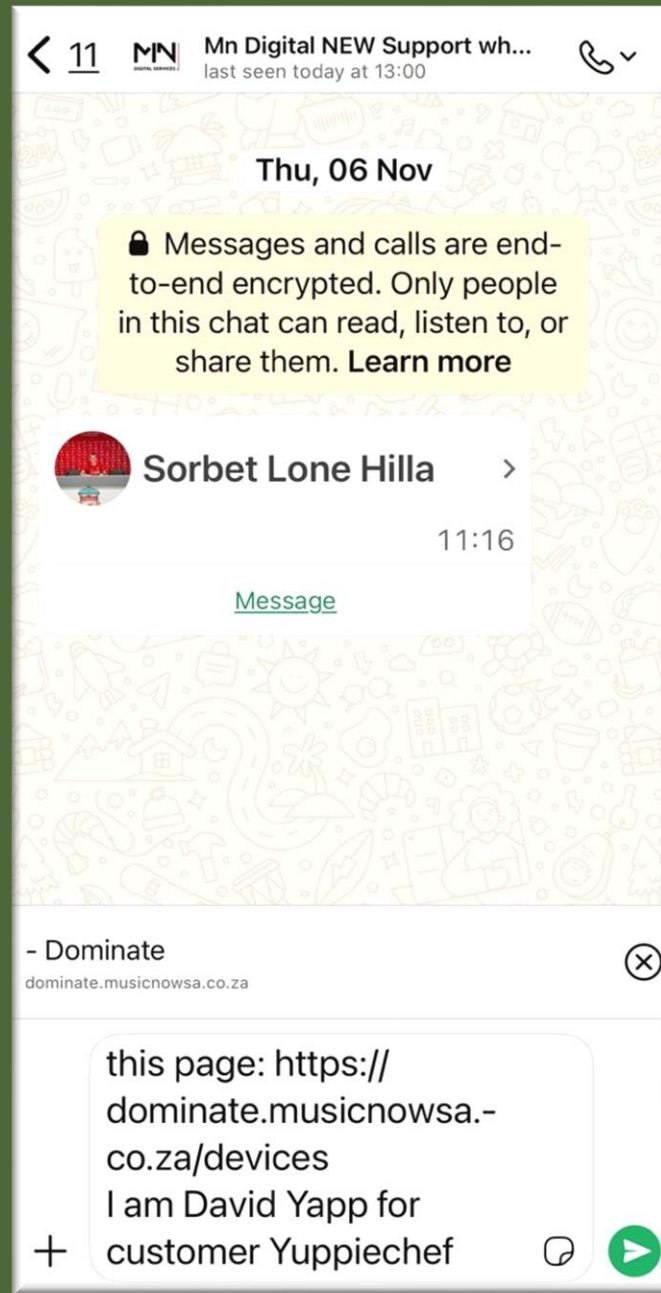 11 MN Mn Digital NEW Support wh...
DIGITAL SERVICES last seen today at 13:00
Thu, 06 Nov
Messages and calls are end-
to-end encrypted. Only people
in this chat can read, listen to, or
share them. Learn more
Sorbet Lone Hilla
11:16
Message
- Dominate
dominate.musicnowsa.co.za
this page: https://
dominate.musicnowsa.-
co.za/devices
I am David Yapp for
customer Yuppiechef